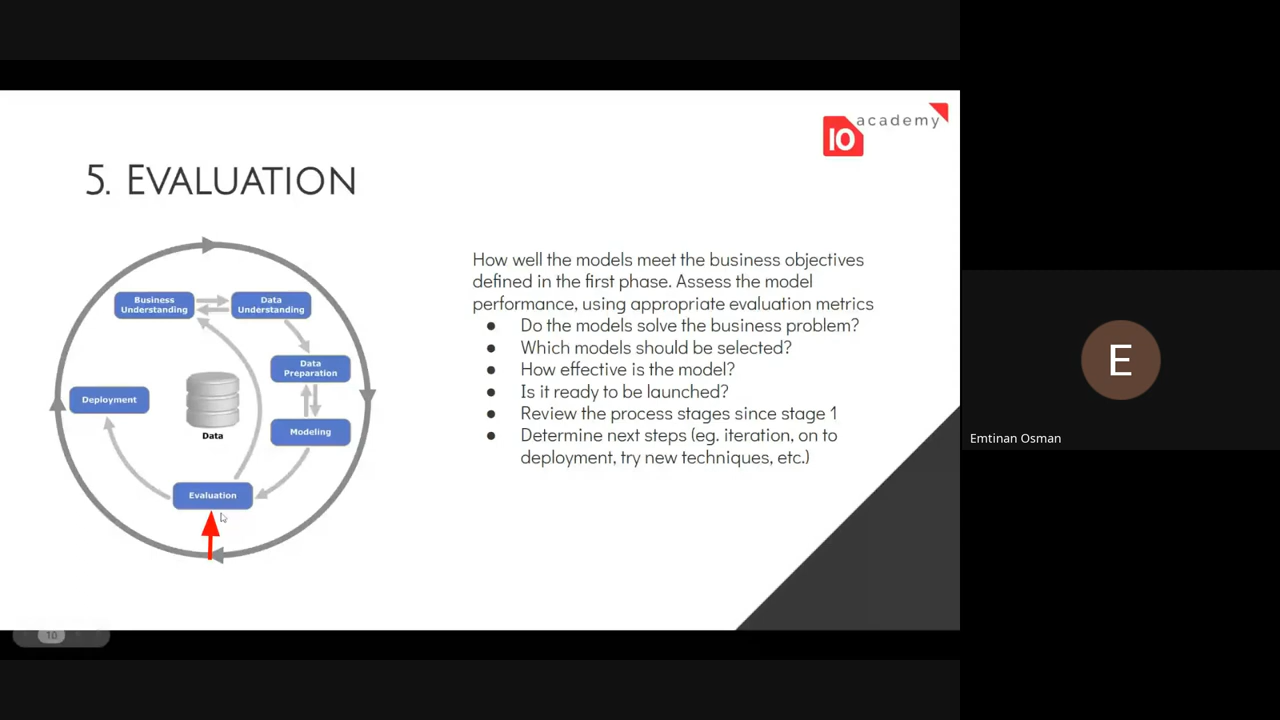 10 academy
5. EVALUATION
How well the models meet the business objectives
defined in the first phase. Assess the model
performance, using appropriate evaluation metrics
● Do the models solve the business problem?
● Which models should be selected?
● How effective is the model?
● Is it ready to be launched?
● Review the process stages since stage 1
● Determine next steps (eg. iteration, on to
deployment, try new techniques, etc.)
Business
Understanding
Data
Understanding
Data
Preparation
Modeling
Evaluation
Deployment
Data
10
E
Emtinan Osman